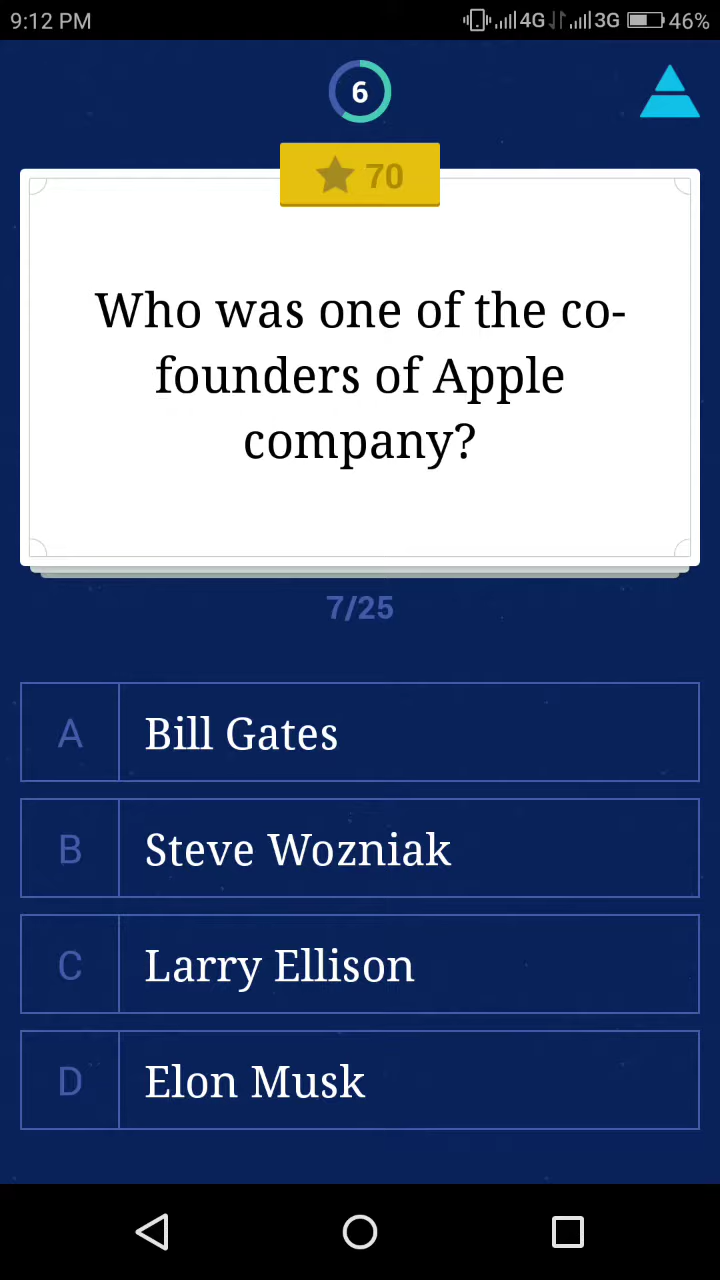 9:12 PM 4G 3G 46%
6
70
Who was one of the co-
founders of Apple
company?
7/25
A Bill Gates
B Steve Wozniak
C Larry Ellison
D Elon Musk